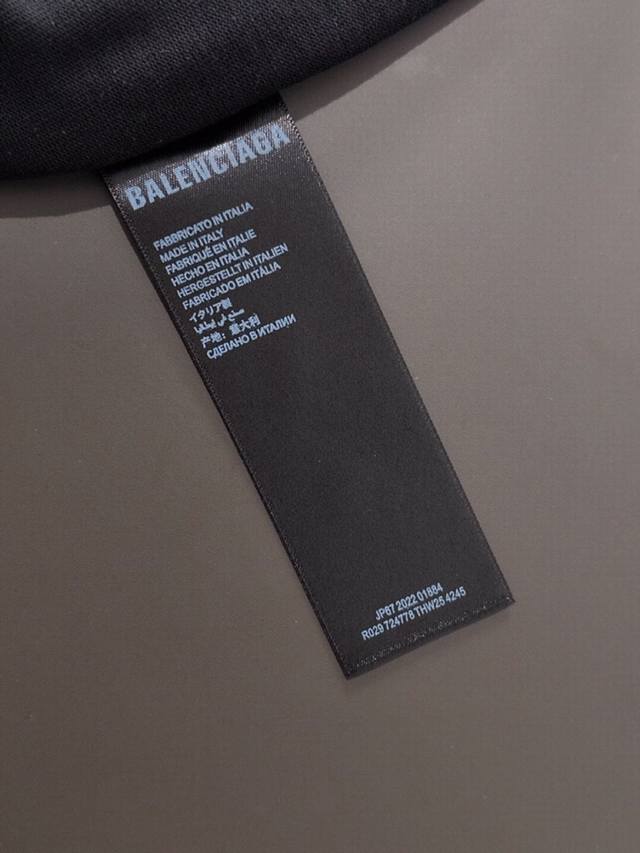 BALENCIAGA
FABBRICATO IN ITALIA
MADE IN ITALY
FABRIQUÉ EN ITALIE
HECHO EN ITALIA
HERGESTELLT IN ITALIEN
FABRICADO EM ITÁLIA
イタリア製
صنع في إيطاليا
产地：意大利
СДЕЛАНО В ИТАЛИИ
JP67 2022 01884
R029 724778 THW25 4245